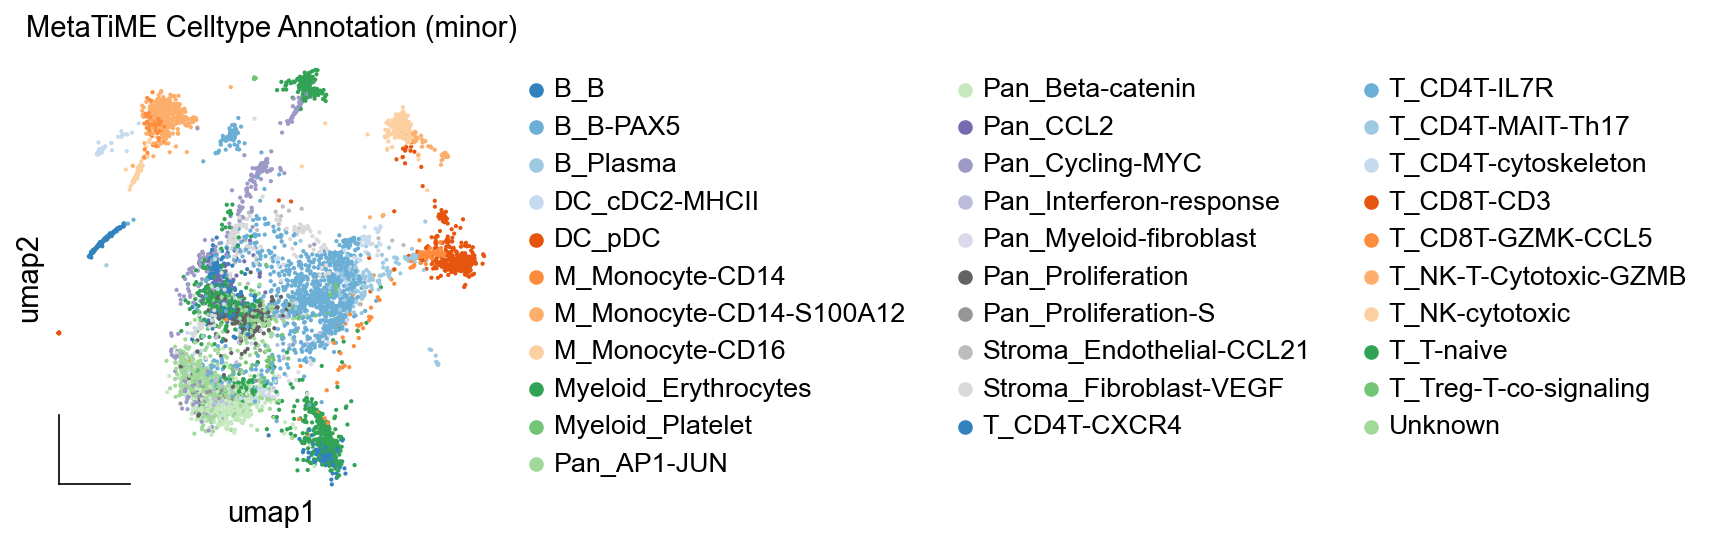 MetaTiME Celltype Annotation (minor)
B_B
B_B-PAX5
B_Plasma
DC_cDC2-MHCII
DC_pDC
M_Monocyte-CD14
M_Monocyte-CD14-S100A12
M_Monocyte-CD16
Myeloid_Erythrocytes
Myeloid_Platelet
Pan_AP1-JUN
Pan_Beta-catenin
Pan_CCL2
Pan_Cycling-MYC
Pan_Interferon-response
Pan_Myeloid-fibroblast
Pan_Proliferation
Pan_Proliferation-S
Stroma_Endothelial-CCL21
Stroma_Fibroblast-VEGF
T_CD4T-CXCR4
T_CD4T-IL7R
T_CD4T-MAIT-Th17
T_CD4T-cytoskeleton
T_CD8T-CD3
T_CD8T-GZMK-CCL5
T_NK-T-Cytotoxic-GZMB
T_NK-cytotoxic
T_T-naive
T_Treg-T-co-signaling
Unknown
umap2
umap1